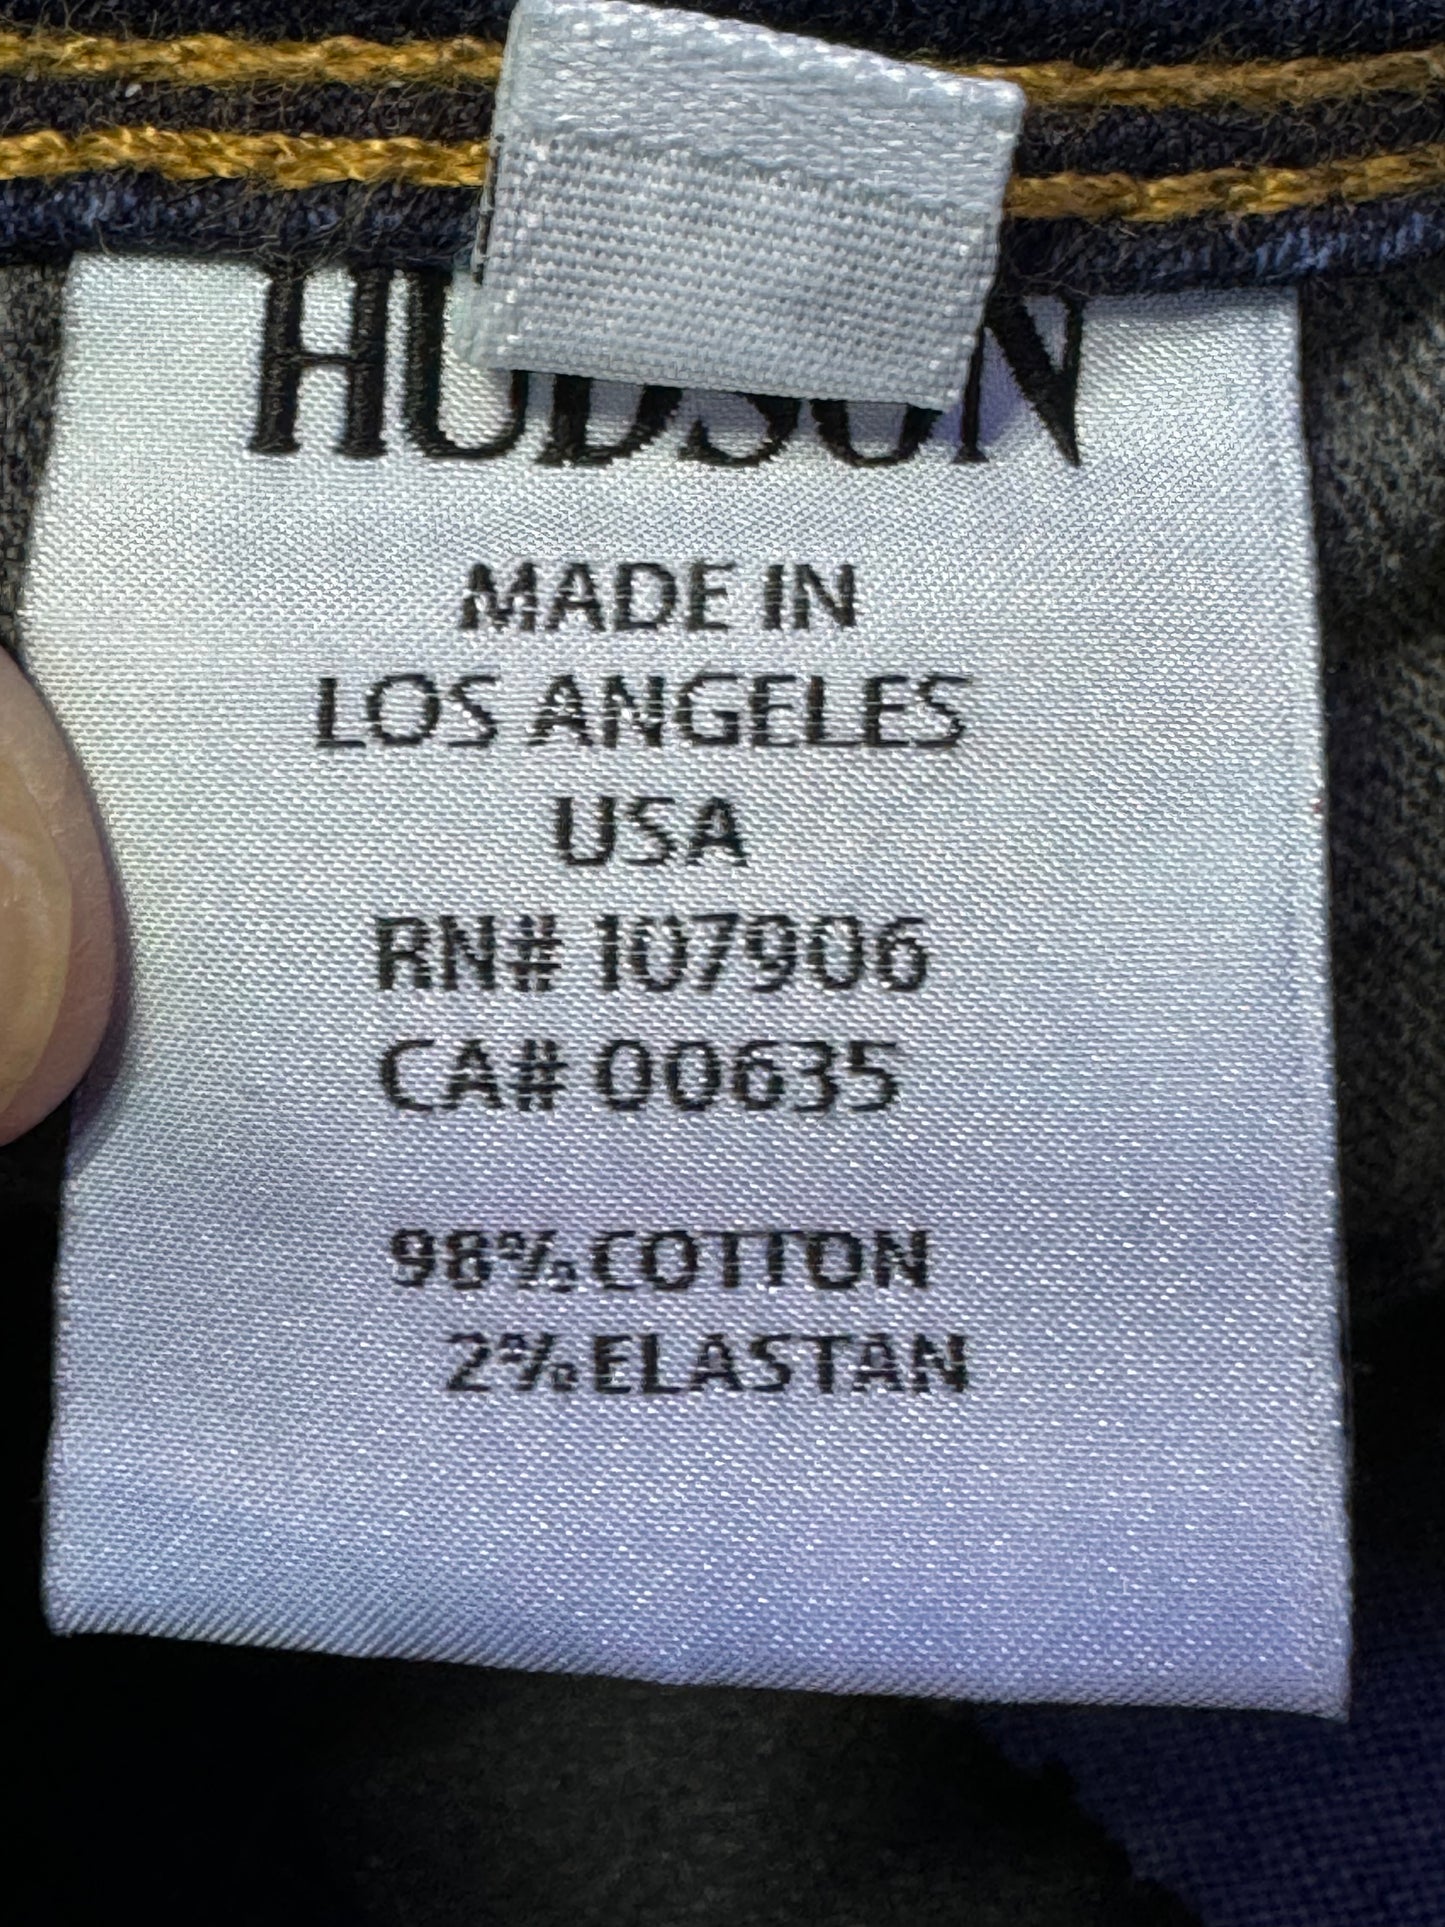 HUDSON
MADE IN
LOS ANGELES
USA
RN# 107906
CA# 00635
98% COTTON
2% ELASTAN